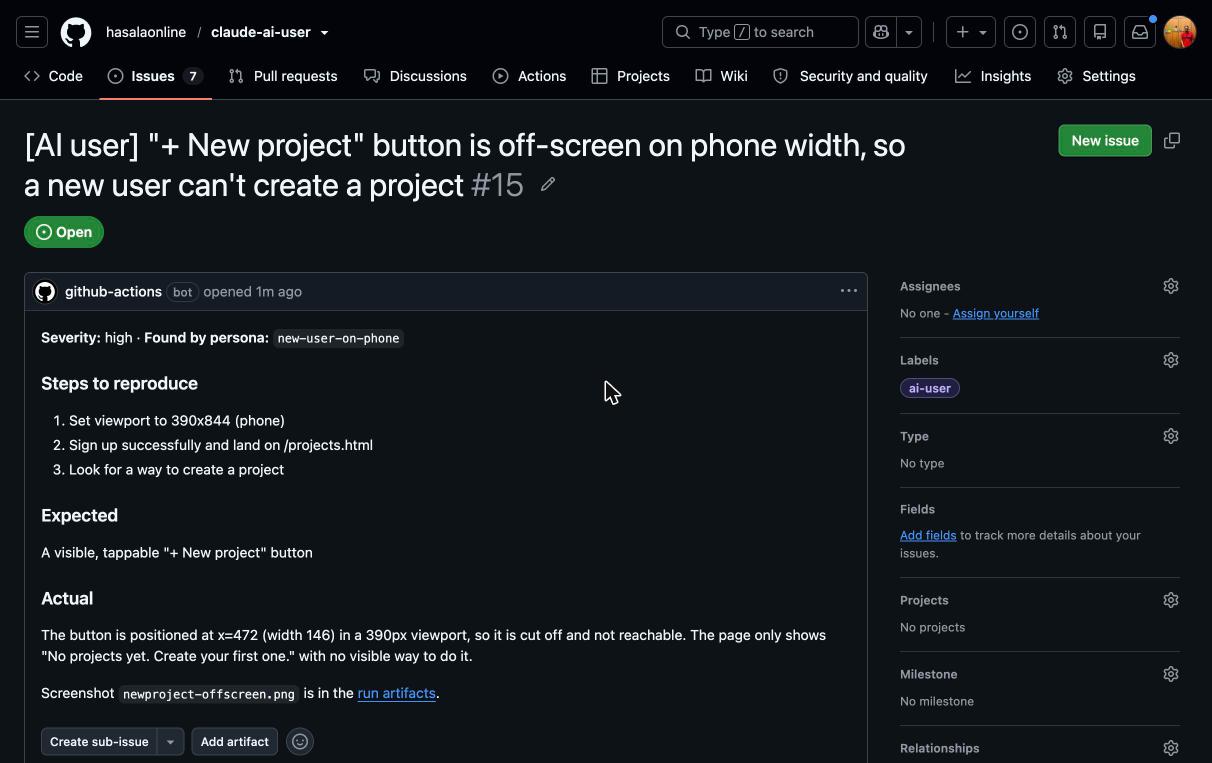 hasalaonline / claude-ai-user
Type / to search
Code
Issues 7
Pull requests
Discussions
Actions
Projects
Wiki
Security and quality
Insights
Settings
[AI user] "+ New project" button is off-screen on phone width, so
a new user can't create a project #15
New issue
Open
github-actions bot opened 1m ago
Severity: high · Found by persona: new-user-on-phone
Steps to reproduce
1. Set viewport to 390x844 (phone)
2. Sign up successfully and land on /projects.html
3. Look for a way to create a project
Expected
A visible, tappable "+ New project" button
Actual
The button is positioned at x=472 (width 146) in a 390px viewport, so it is cut off and not reachable. The page only shows
"No projects yet. Create your first one." with no visible way to do it.
Screenshot newproject-offscreen.png is in the run artifacts.
Create sub-issue
Add artifact
Assignees
No one - Assign yourself
Labels
ai-user
Type
No type
Fields
Add fields to track more details about your
issues.
Projects
No projects
Milestone
No milestone
Relationships